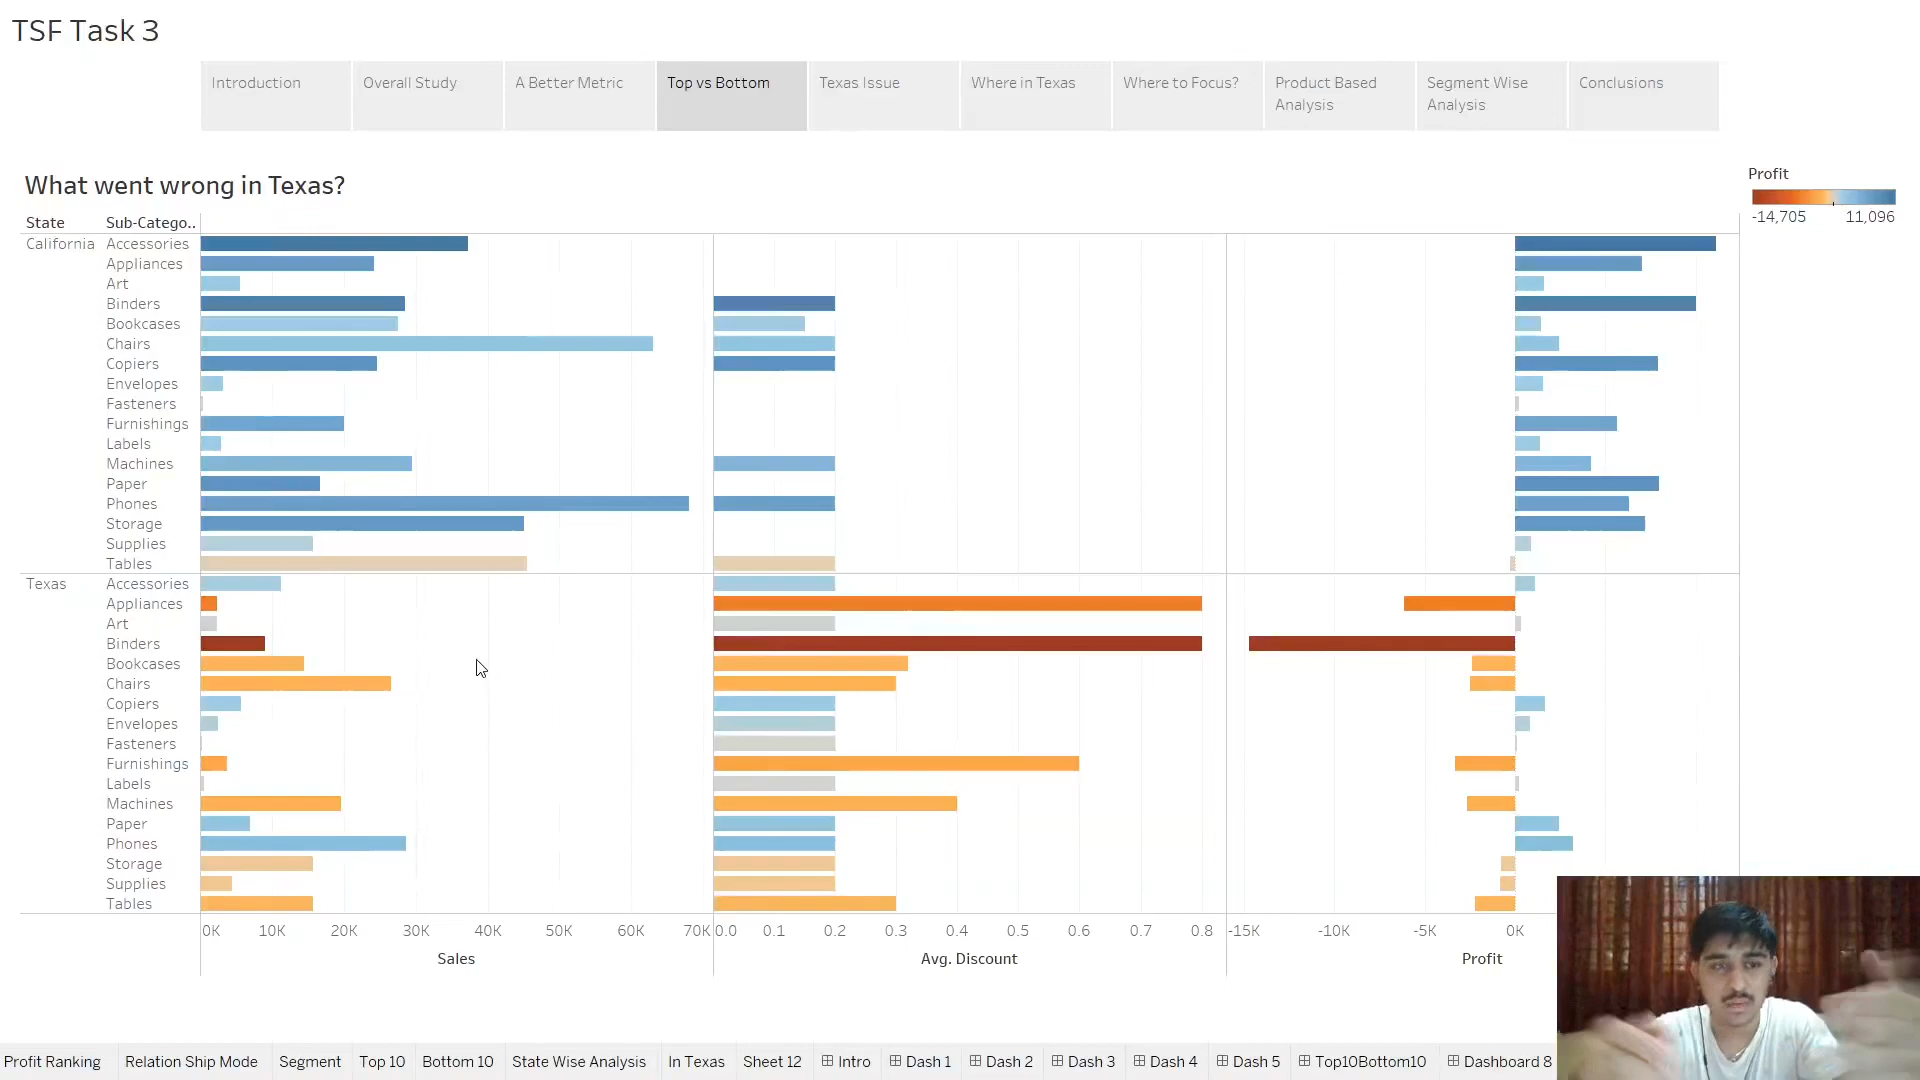 TSF Task 3
Introduction
Overall Study
A Better Metric
Top vs Bottom
Texas Issue
Where in Texas
Where to Focus?
Product Based
Analysis
Segment Wise
Analysis
Conclusions
What went wrong in Texas?
Profit
-14,705 11,096
State Sub-Catego..
California Accessories
Appliances
Art
Binders
Bookcases
Chairs
Copiers
Envelopes
Fasteners
Furnishings
Labels
Machines
Paper
Phones
Storage
Supplies
Tables
Texas Accessories
Appliances
Art
Binders
Bookcases
Chairs
Copiers
Envelopes
Fasteners
Furnishings
Labels
Machines
Paper
Phones
Storage
Supplies
Tables
0K 10K 20K 30K 40K 50K 60K 70K 0.0 0.1 0.2 0.3 0.4 0.5 0.6 0.7 0.8 -15K -10K -5K 0K
Sales Avg. Discount Profit
Profit Ranking Relation Ship Mode Segment Top 10 Bottom 10 State Wise Analysis In Texas Sheet 12 Intro Dash 1 Dash 2 Dash 3 Dash 4 Dash 5 Top10Bottom10 Dashboard 8